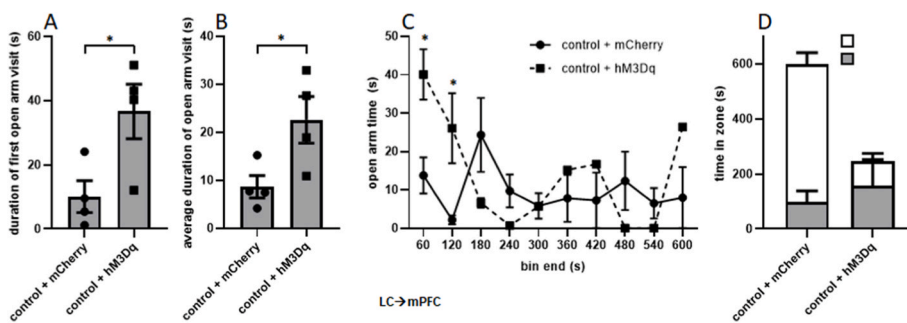 A
duration of first open arm visit (s)
60
40
20
0
*
control + mCherry
control + hM3Dq
B
average duration of open arm visit (s)
40
30
20
10
0
*
control + mCherry
control + hM3Dq
C
open arm time (s)
50
40
30
20
10
0
*
*
control + mCherry
control + hM3Dq
60 120 180 240 300 360 420 480 540 600
bin end (s)
LC→mPFC
D
time in zone (s)
600
400
200
0
control + mCherry
control + hM3Dq